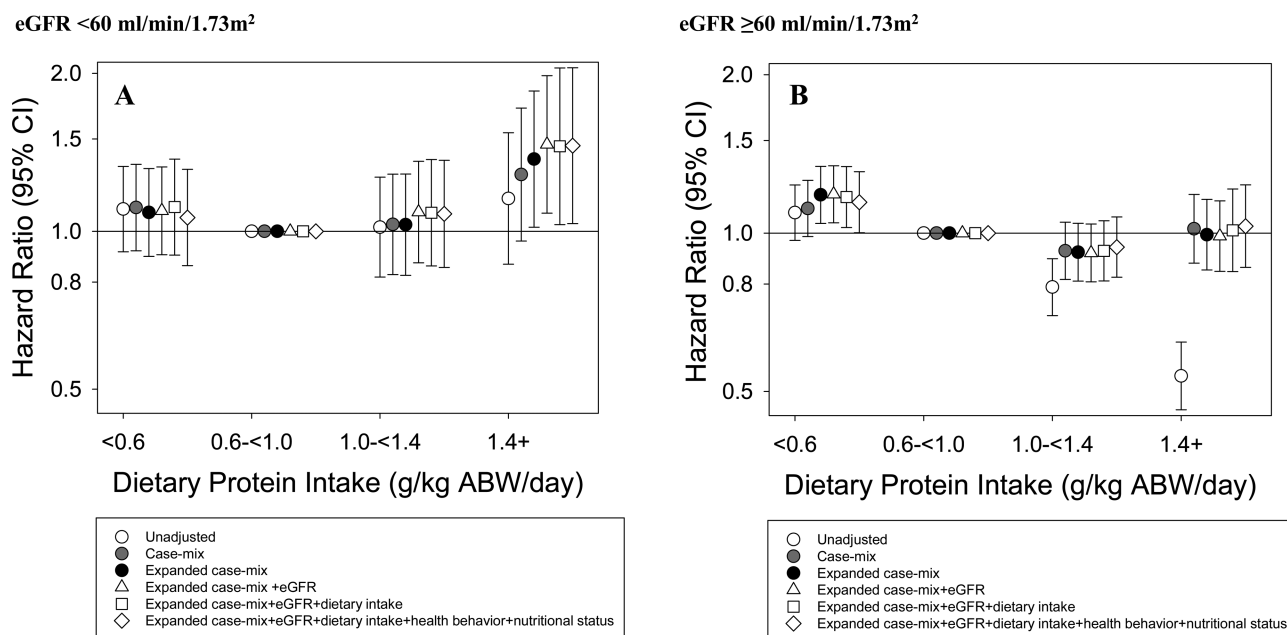 eGFR <60 ml/min/1.73m²
A
Hazard Ratio (95% CI)
2.0
1.5
1.0
0.8
0.5
<0.6
0.6-<1.0
1.0-<1.4
1.4+
Dietary Protein Intake (g/kg ABW/day)
Unadjusted
Case-mix
Expanded case-mix
Expanded case-mix +eGFR
Expanded case-mix+eGFR+dietary intake
Expanded case-mix+eGFR+dietary intake+health behavior+nutritional status
eGFR ≥60 ml/min/1.73m²
B
Hazard Ratio (95% CI)
2.0
1.5
1.0
0.8
0.5
<0.6
0.6-<1.0
1.0-<1.4
1.4+
Dietary Protein Intake (g/kg ABW/day)
Unadjusted
Case-mix
Expanded case-mix
Expanded case-mix+eGFR
Expanded case-mix+eGFR+dietary intake
Expanded case-mix+eGFR+dietary intake+health behavior+nutritional status